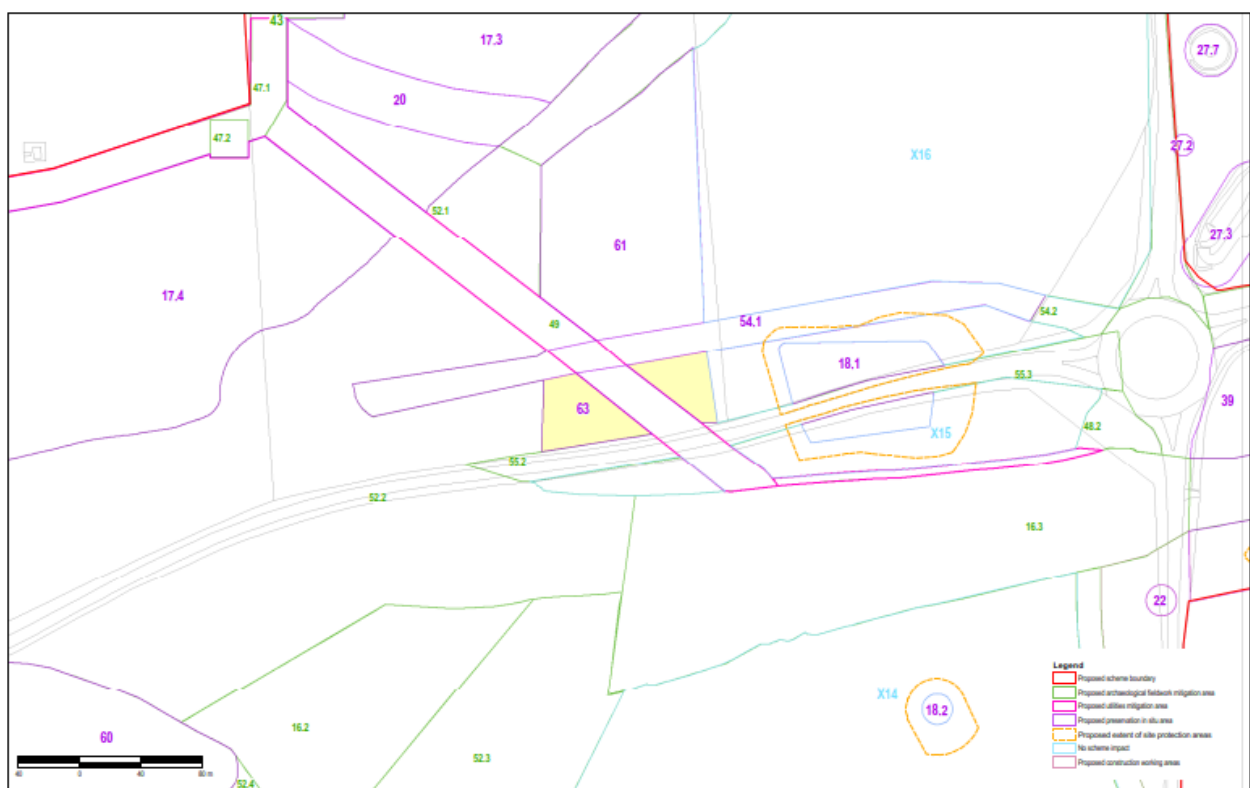 43
17.3
27.7
47.1
20
47.2
27.2
X16
52.1
27.3
61
17.4
54.2
49
54.1
18.1
55.3
63
39
48.2
X15
55.2
52.2
16.3
22
X14
18.2
16.2
60
52.3
52.4
40 0 40 80 m
Legend
Proposed scheme boundary
Proposed archaeological fieldwork mitigation area
Proposed utilities mitigation area
Proposed preservation in situ area
Proposed extent of site protection areas
No scheme impact
Proposed construction working areas